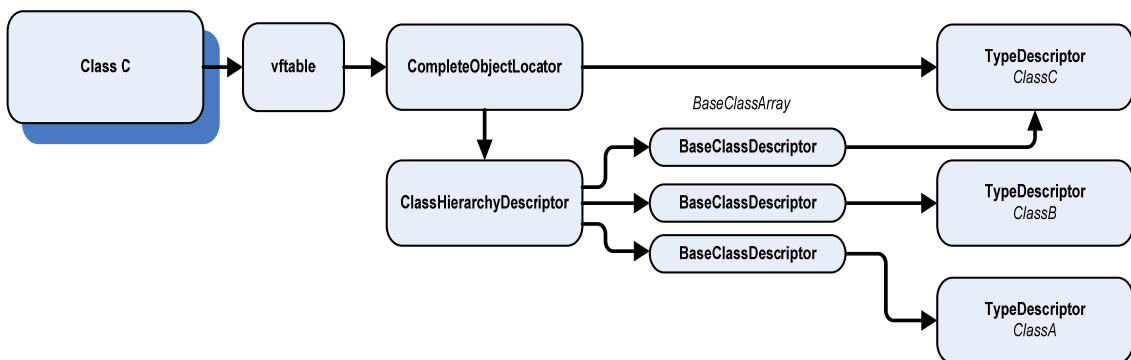 Class C
vftable
CompleteObjectLocator
TypeDescriptor
ClassC
BaseClassArray
BaseClassDescriptor
ClassHierarchyDescriptor
BaseClassDescriptor
TypeDescriptor
ClassB
BaseClassDescriptor
TypeDescriptor
ClassA